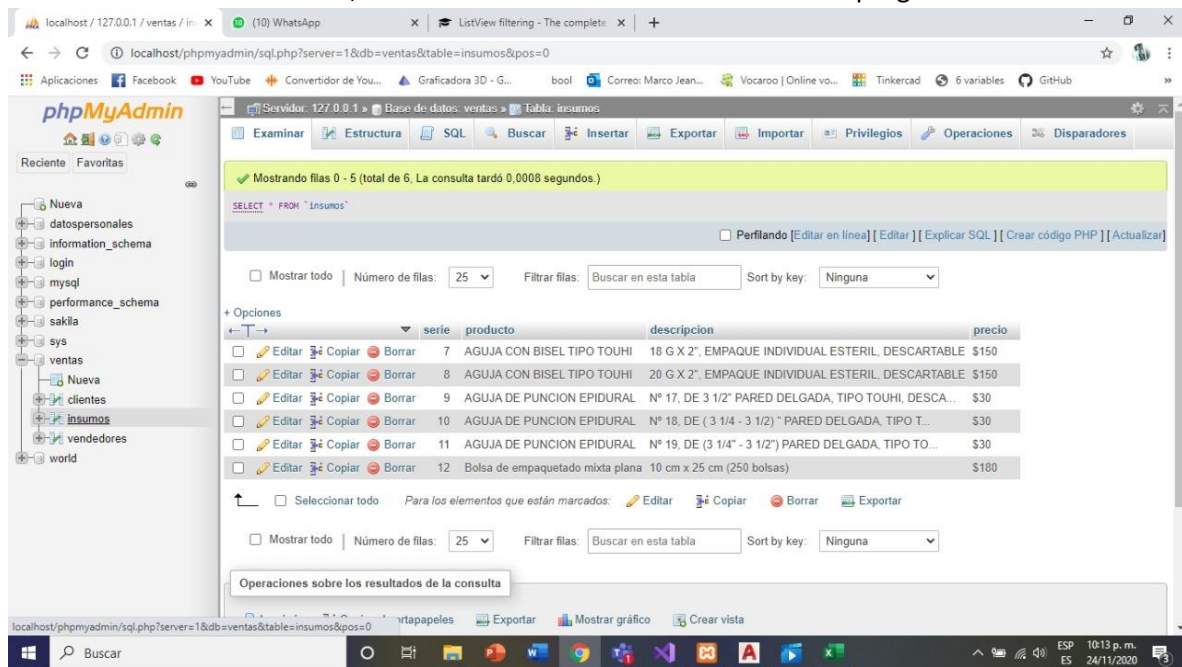 localhost / 127.0.0.1 / ventas / in
(10) WhatsApp
ListView filtering - The complete
localhost/phpmyadmin/sql.php?server=1&db=ventas&table=insumos&pos=0
Aplicaciones Facebook YouTube Convertidor de You... Graficadora 3D - G... bool Correo: Marco Jean... Vocaroo | Online vo... Tinkercad 6 variables GitHub »
phpMyAdmin
Reciente Favoritas
Nueva
datospersonales
information_schema
login
mysql
performance_schema
sakila
sys
ventas
Nueva
clientes
insumos
vendedores
world
Servidor: 127.0.0.1 » Base de datos: ventas » Tabla: insumos
Examinar Estructura SQL Buscar Insertar Exportar Importar Privilegios Operaciones Disparadores
Mostrando filas 0 - 5 (total de 6, La consulta tardó 0,0008 segundos.)
SELECT * FROM `insumos`
Perfilando [Editar en línea] [ Editar ] [ Explicar SQL ] [ Crear código PHP ] [ Actualizar]
Mostrar todo | Número de filas: 25 Filtrar filas: Buscar en esta tabla Sort by key: Ninguna
+ Opciones
←T→ serie producto descripcion precio
Editar Copiar Borrar 7 AGUJA CON BISEL TIPO TOUHI 18 G X 2", EMPAQUE INDIVIDUAL ESTERIL, DESCARTABLE $150
Editar Copiar Borrar 8 AGUJA CON BISEL TIPO TOUHI 20 G X 2", EMPAQUE INDIVIDUAL ESTERIL, DESCARTABLE $150
Editar Copiar Borrar 9 AGUJA DE PUNCION EPIDURAL Nº 17, DE 3 1/2" PARED DELGADA, TIPO TOUHI, DESCA... $30
Editar Copiar Borrar 10 AGUJA DE PUNCION EPIDURAL Nº 18, DE ( 3 1/4 - 3 1/2) " PARED DELGADA, TIPO T... $30
Editar Copiar Borrar 11 AGUJA DE PUNCION EPIDURAL Nº 19, DE (3 1/4" - 3 1/2") PARED DELGADA, TIPO TO... $30
Editar Copiar Borrar 12 Bolsa de empaquetado mixta plana 10 cm x 25 cm (250 bolsas) $180
Seleccionar todo Para los elementos que están marcados: Editar Copiar Borrar Exportar
Mostrar todo | Número de filas: 25 Filtrar filas: Buscar en esta tabla Sort by key: Ninguna
Operaciones sobre los resultados de la consulta
Exportar Mostrar gráfico Crear vista
localhost/phpmyadmin/sql.php?server=1&db=ventas&table=insumos&pos=0
Buscar
ESP 10:13 p. m.
ES 24/11/2020